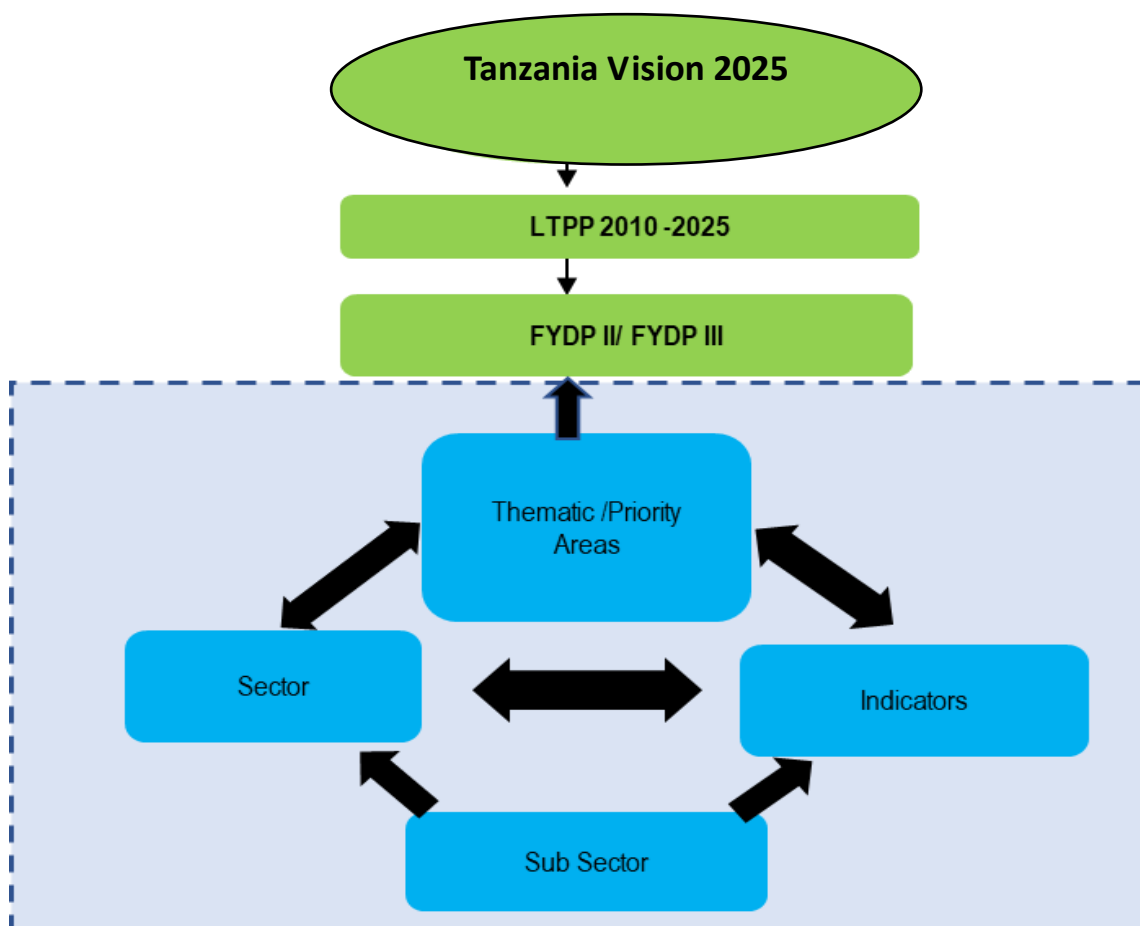 Tanzania Vision 2025
LTPP 2010 -2025
FYDP II/ FYDP III
Thematic /Priority
Areas
Sector
Indicators
Sub Sector